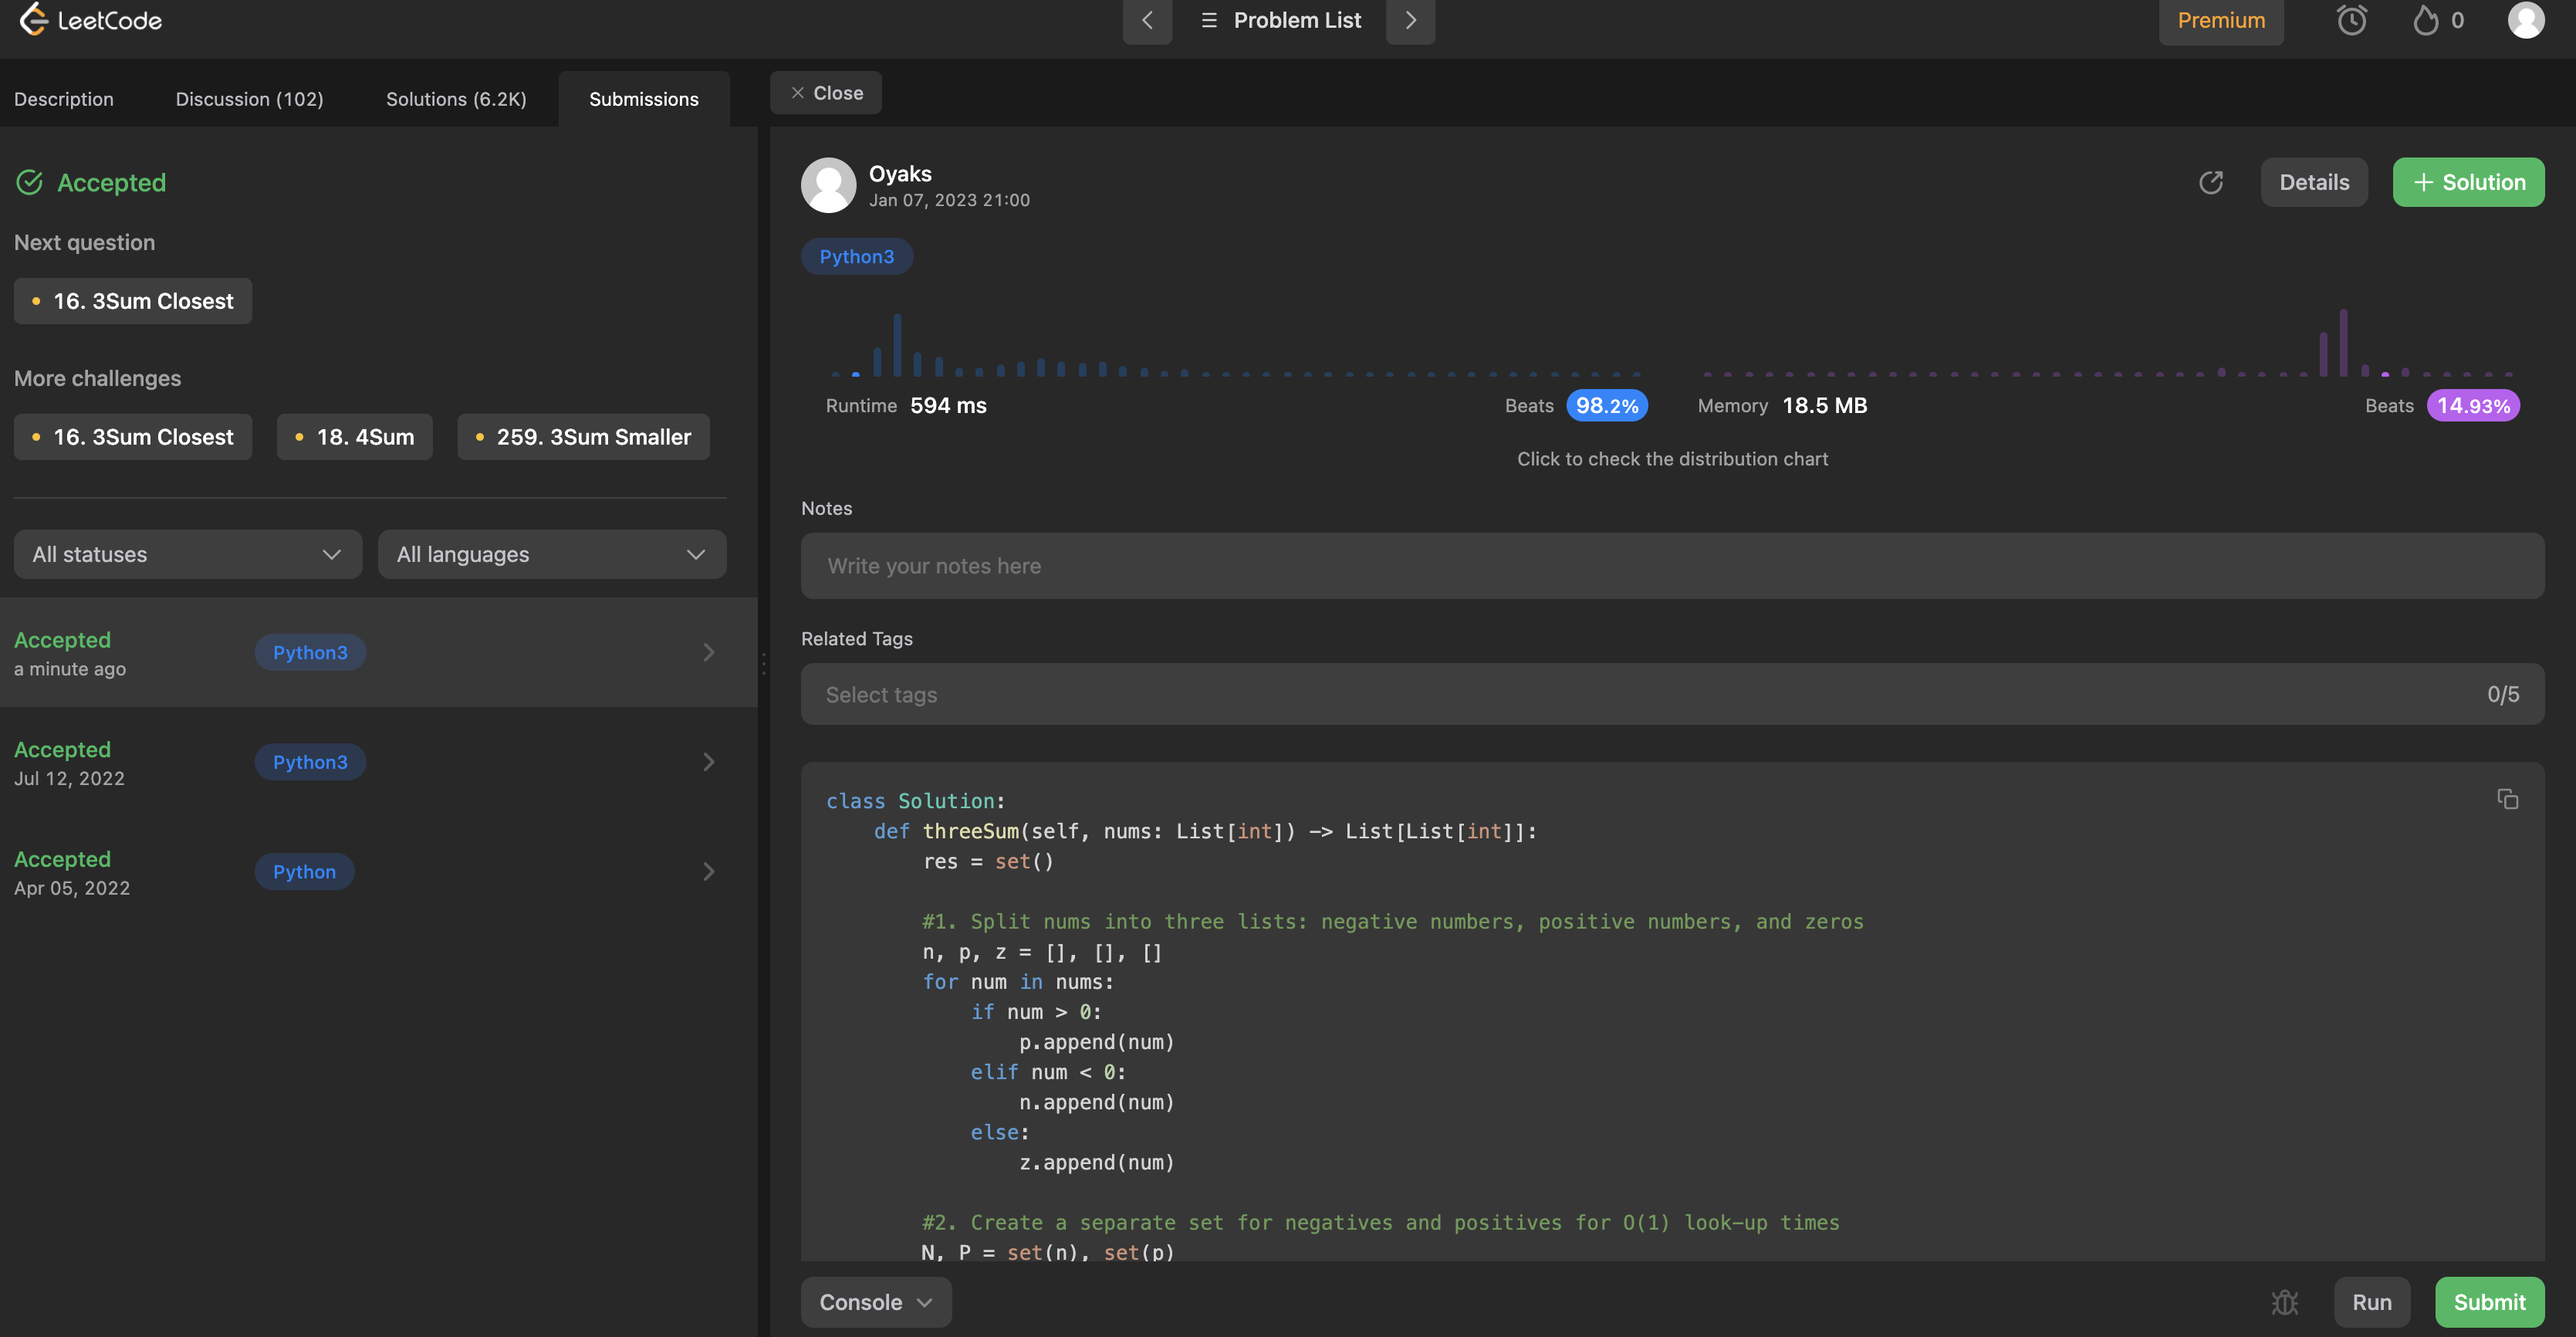 LeetCode
Problem List
Premium
0
Description
Discussion (102)
Solutions (6.2K)
Submissions
Close
Accepted
Next question
16. 3Sum Closest
More challenges
16. 3Sum Closest
18. 4Sum
259. 3Sum Smaller
All statuses
All languages
Accepted
a minute ago
Python3
Accepted
Jul 12, 2022
Python3
Accepted
Apr 05, 2022
Python
Oyaks
Jan 07, 2023 21:00
Details
+ Solution
Python3
Runtime 594 ms
Beats 98.2%
Memory 18.5 MB
Beats 14.93%
Click to check the distribution chart
Notes
Write your notes here
Related Tags
Select tags
0/5
class Solution:
    def threeSum(self, nums: List[int]) -> List[List[int]]:
        res = set()
        #1. Split nums into three lists: negative numbers, positive numbers, and zeros
        n, p, z = [], [], []
        for num in nums:
            if num > 0:
                p.append(num)
            elif num < 0:
                n.append(num)
            else:
                z.append(num)
        #2. Create a separate set for negatives and positives for O(1) look-up times
        N, P = set(n), set(p)
Console
Run
Submit